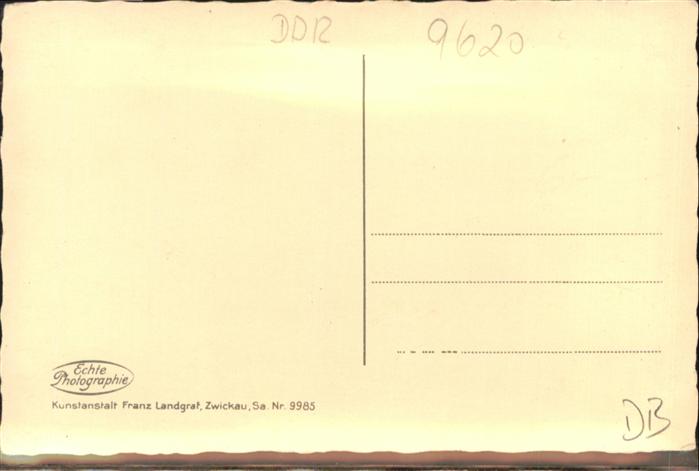 DDR 9620
Echte
Photographie
Kunstanstalt Franz Landgraf, Zwickau, Sa. Nr. 9985
DB